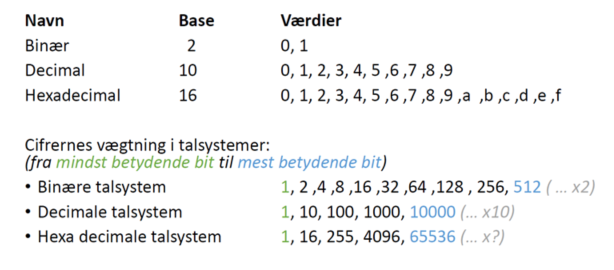 Navn Base Værdier
Binær 2 0, 1
Decimal 10 0, 1, 2, 3, 4, 5 ,6 ,7 ,8 ,9
Hexadecimal 16 0, 1, 2, 3, 4, 5 ,6 ,7 ,8 ,9 ,a ,b ,c ,d ,e ,f
Cifrernes vægtning i talsystemer:
(fra mindst betydende bit til mest betydende bit)
• Binære talsystem 1, 2 ,4 ,8 ,16 ,32 ,64 ,128 , 256, 512 ( … x2)
• Decimale talsystem 1, 10, 100, 1000, 10000 (… x10)
• Hexa decimale talsystem 1, 16, 255, 4096, 65536 (… x?)